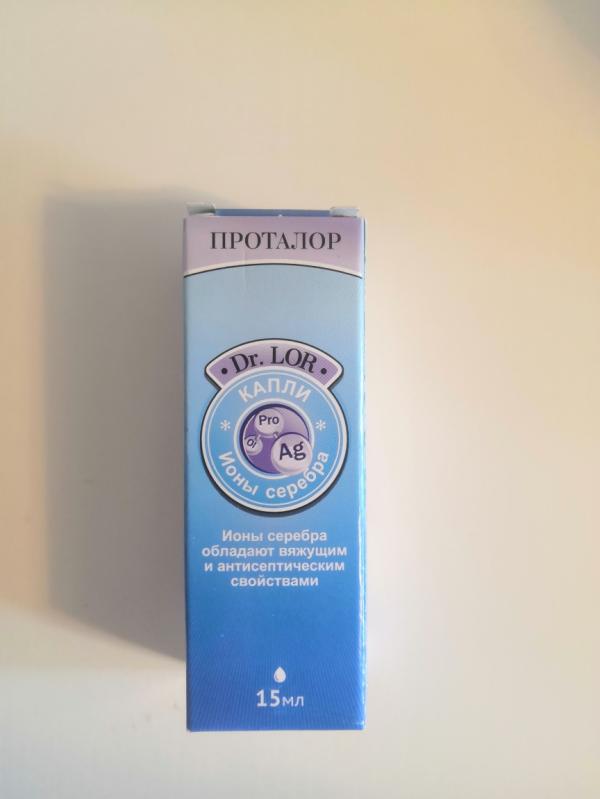 ПРОТАЛОР
• Dr. LOR •
КАПЛИ
Pro
Ag
* Ионы серебра *
Ионы серебра
обладают вяжущим
и антисептическим
свойствами
15мл